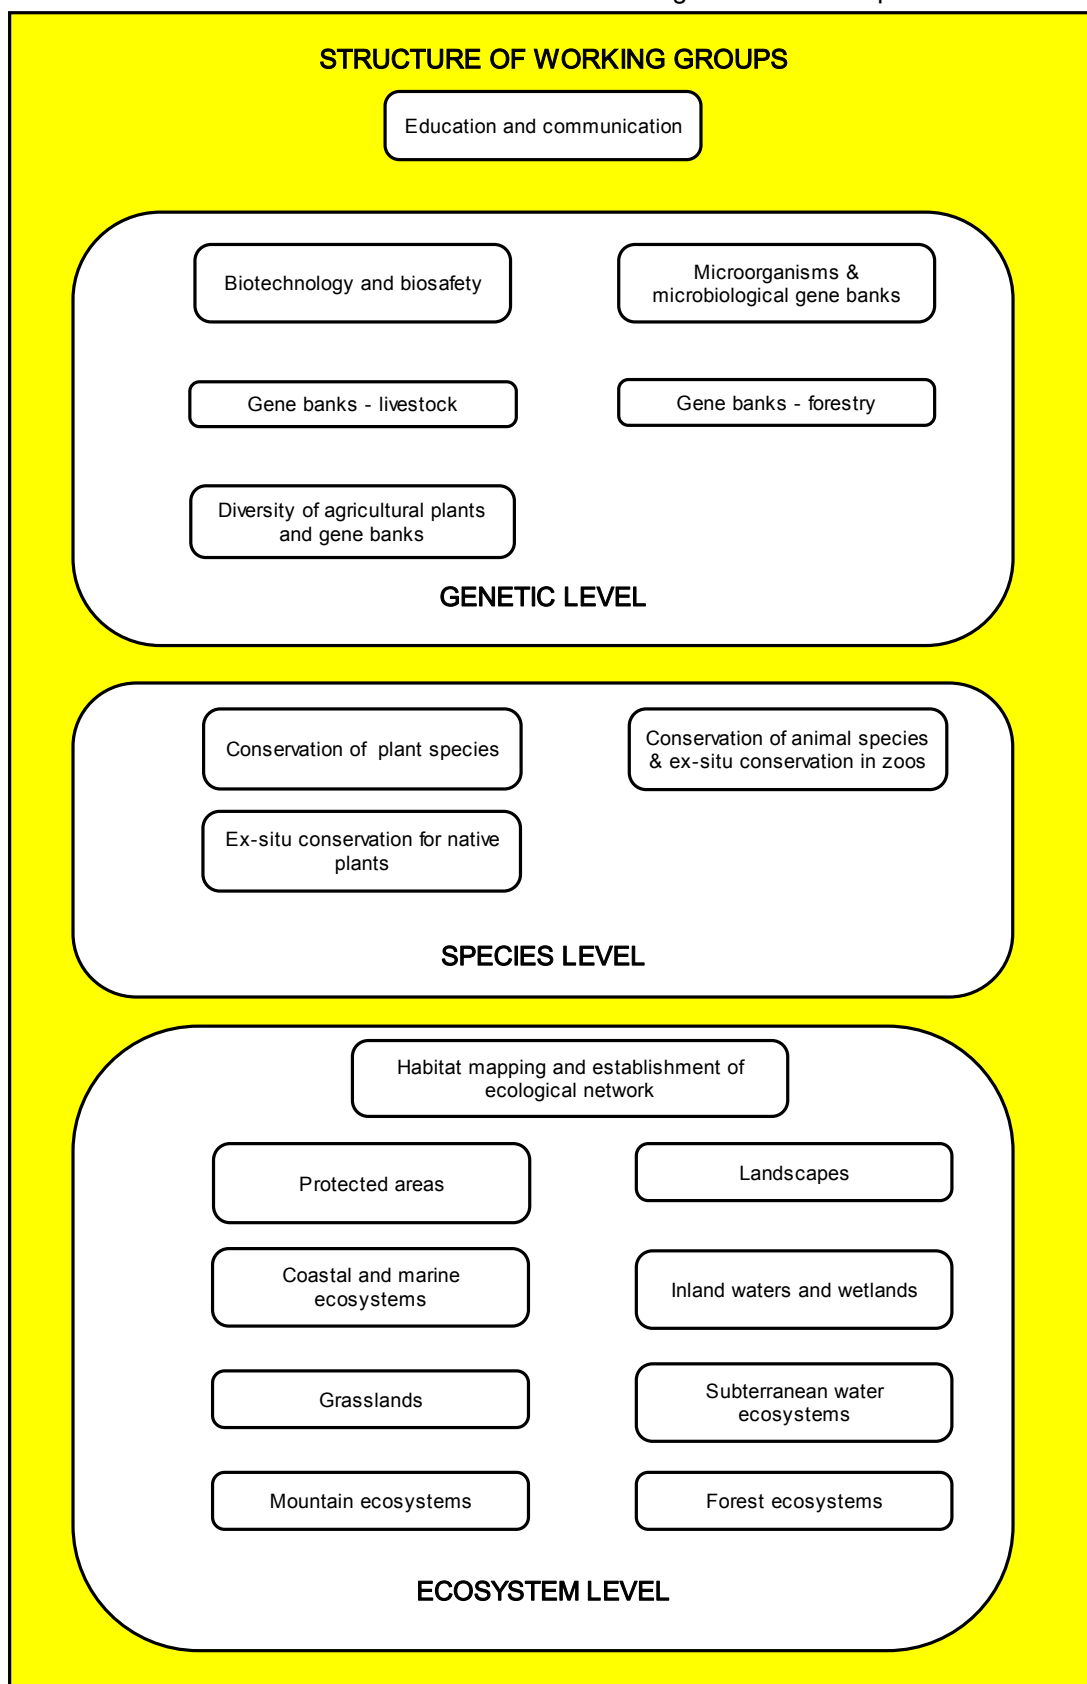 STRUCTURE OF WORKING GROUPS
Education and communication
Biotechnology and biosafety
Microorganisms &
microbiological gene banks
Gene banks - livestock
Gene banks - forestry
Diversity of agricultural plants
and gene banks
GENETIC LEVEL
Conservation of plant species
Conservation of animal species
& ex-situ conservation in zoos
Ex-situ conservation for native
plants
SPECIES LEVEL
Habitat mapping and establishment of
ecological network
Protected areas
Landscapes
Coastal and marine
ecosystems
Inland waters and wetlands
Grasslands
Subterranean water
ecosystems
Mountain ecosystems
Forest ecosystems
ECOSYSTEM LEVEL